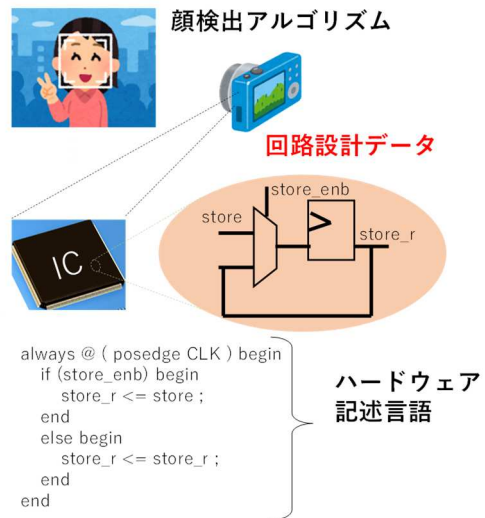 顔検出アルゴリズム
回路設計データ
store_enb
store
store_r
IC
always @ ( posedge CLK ) begin
if (store_enb) begin
store_r <= store ;
end
else begin
store_r <= store_r ;
end
end
ハードウェア
記述言語